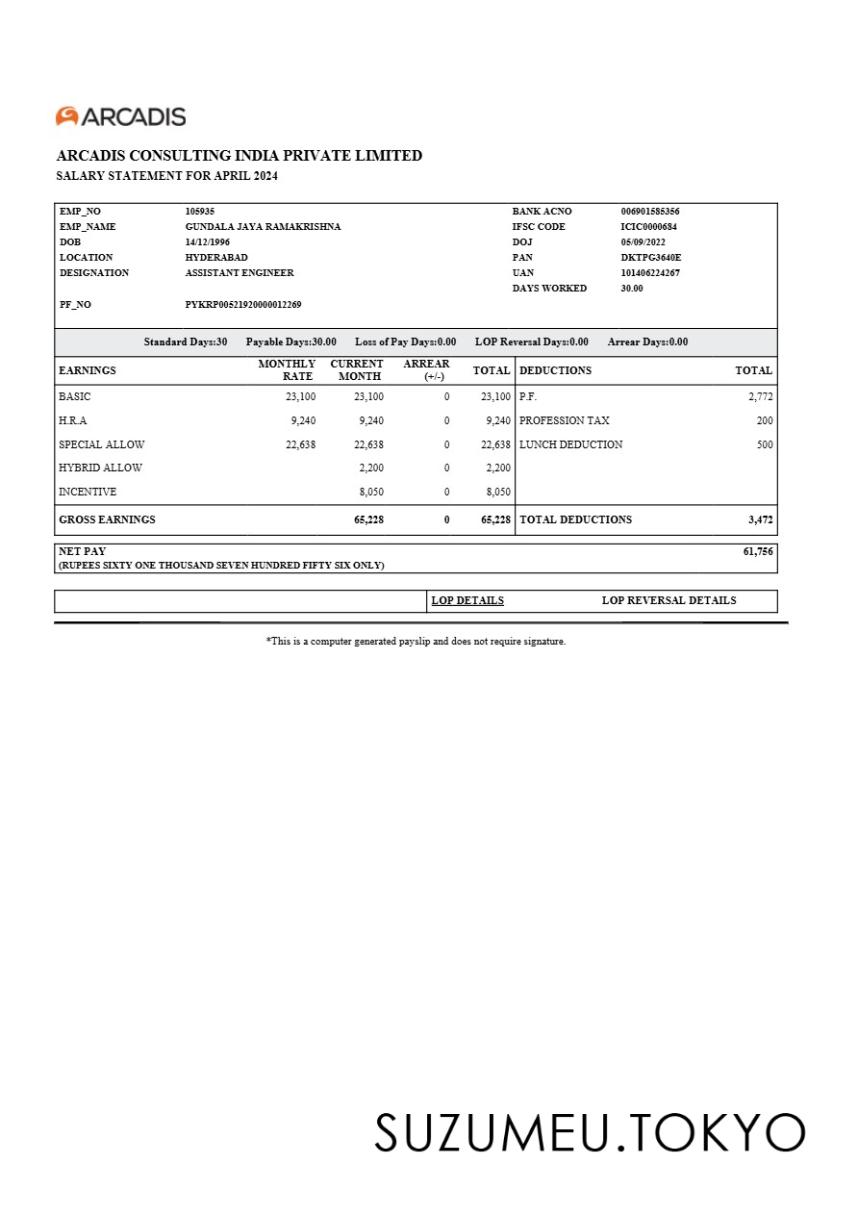 ARCADIS
ARCADIS CONSULTING INDIA PRIVATE LIMITED
SALARY STATEMENT FOR APRIL 2024
EMP_NO 105935 BANK ACNO 006901585356
EMP_NAME GUNDALA JAYA RAMAKRISHNA IFSC CODE ICIC0000684
DOB 14/12/1996 DOJ 05/09/2022
LOCATION HYDERABAD PAN DKTPG3640E
DESIGNATION ASSISTANT ENGINEER UAN 101406224267
DAYS WORKED 30.00
PF_NO PYKRP00521920000012269
Standard Days:30 Payable Days:30.00 Loss of Pay Days:0.00 LOP Reversal Days:0.00 Arrear Days:0.00
EARNINGS MONTHLY RATE CURRENT MONTH ARREAR (+/-) TOTAL DEDUCTIONS TOTAL
BASIC 23,100 23,100 0 23,100 P.F. 2,772
H.R.A 9,240 9,240 0 9,240 PROFESSION TAX 200
SPECIAL ALLOW 22,638 22,638 0 22,638 LUNCH DEDUCTION 500
HYBRID ALLOW 2,200 0 2,200
INCENTIVE 8,050 0 8,050
GROSS EARNINGS 65,228 0 65,228 TOTAL DEDUCTIONS 3,472
NET PAY 61,756
(RUPEES SIXTY ONE THOUSAND SEVEN HUNDRED FIFTY SIX ONLY)
LOP DETAILS LOP REVERSAL DETAILS
*This is a computer generated payslip and does not require signature.
SUZUMEU.TOKYO